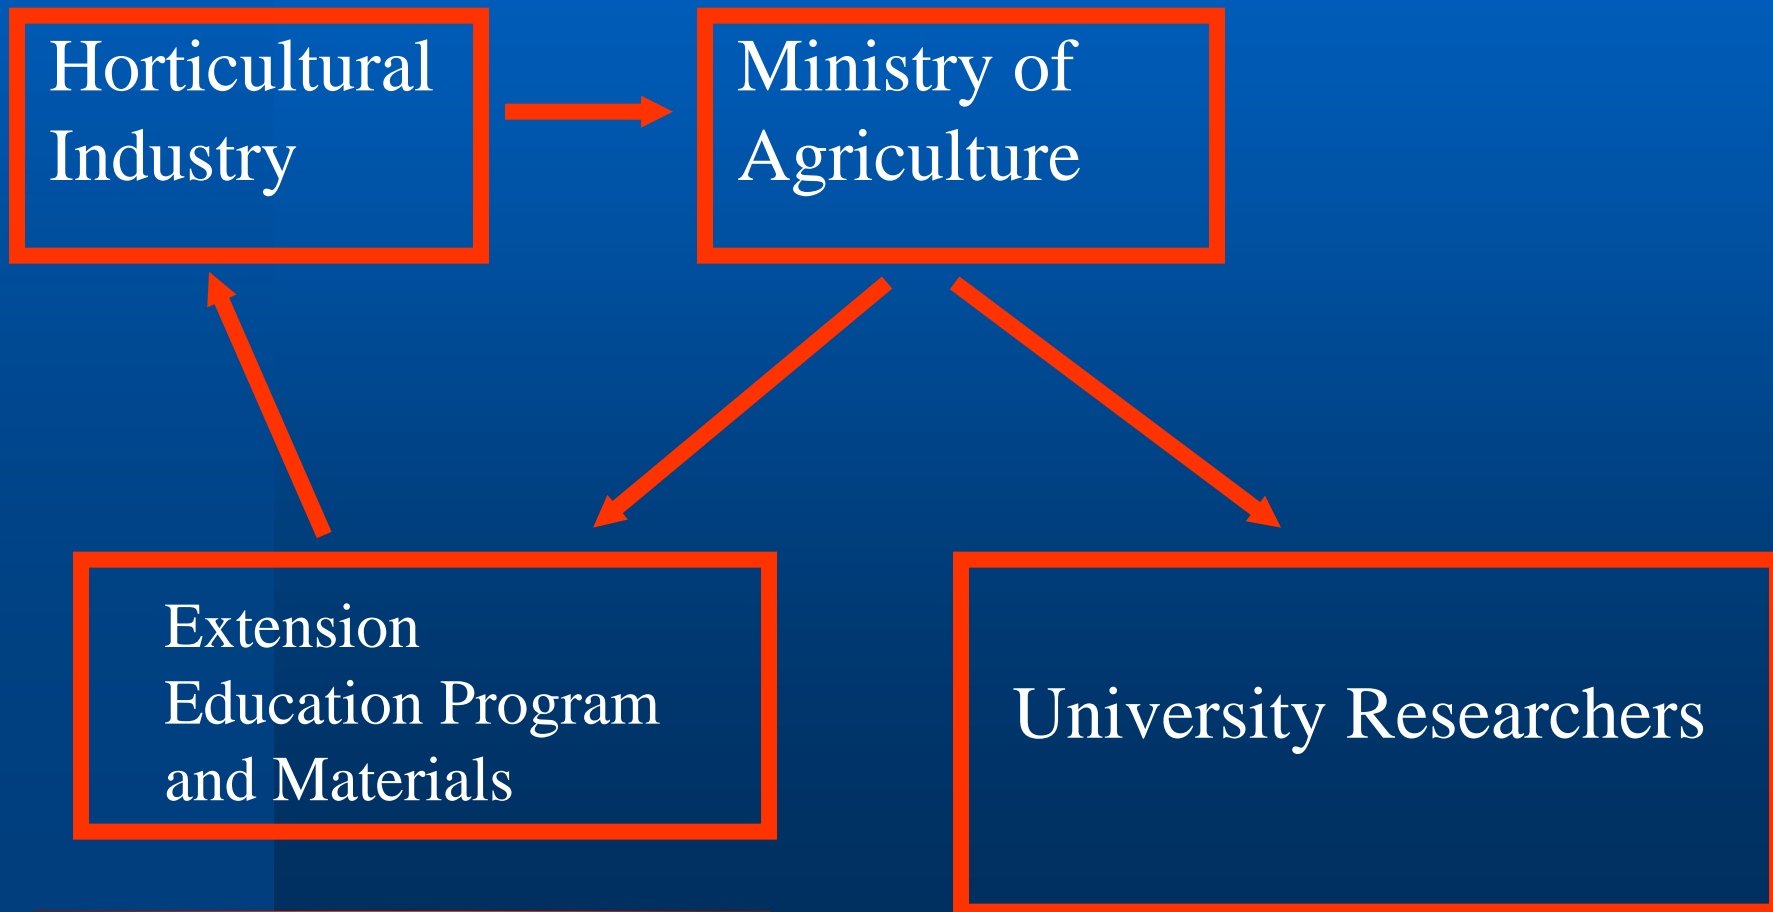 Horticultural
Industry
Ministry of
Agriculture
Extension
Education Program
and Materials
University Researchers